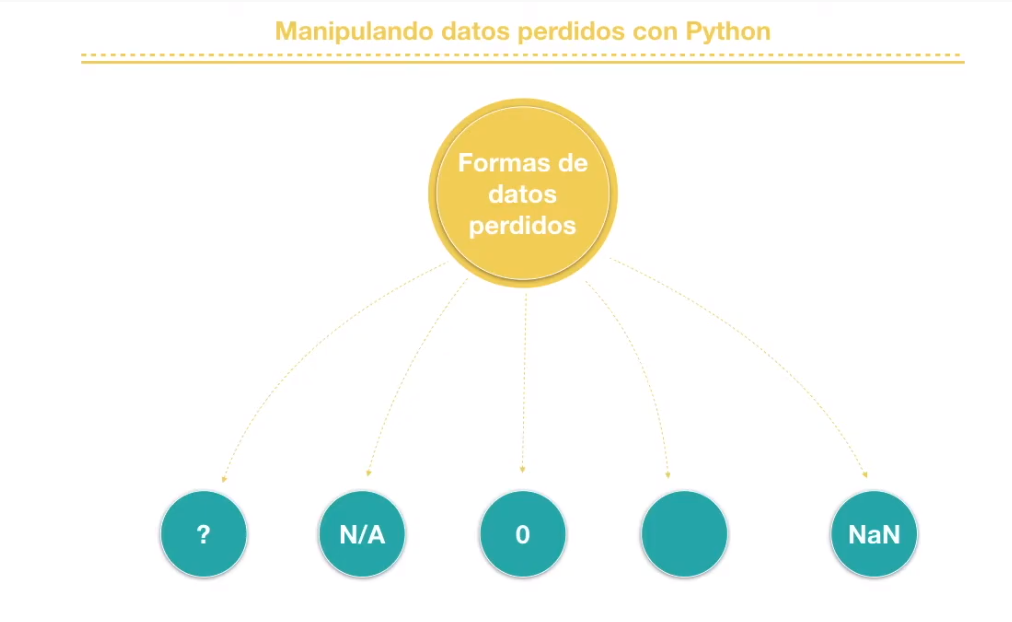 Manipulando datos perdidos con Python
Formas de
datos
perdidos
?
N/A
0
NaN